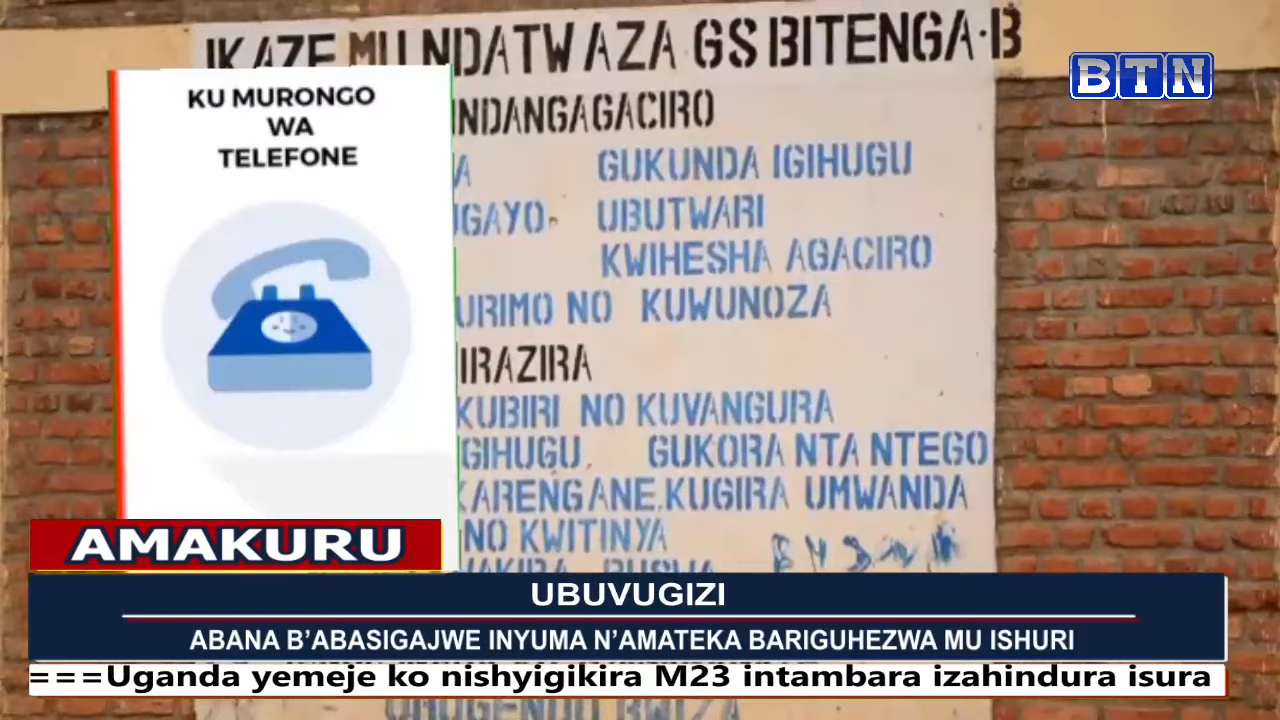 IKAZE MU NDATWAZA GS BITENGA-B
BTN
KU MURONGO
WA
TELEFONE
INDANGAGACIRO
GUKUNDA IGIHUGU
UBUTWARI
KWIHESHA AGACIRO
URIMO NO KUWUNOZA
IRAZIRA
KUBIRI NO KUVANGURA
GIHUGU, GUKORA NTA NTEGO
KARENGANE, KUGIRA UMWANDA
NO KWITINYA
AMAKURU
UBUVUGIZI
ABANA B'ABASIGAJWE INYUMA N'AMATEKA BARIGUHEZWA MU ISHURI
===Uganda yemeje ko nishyigikira M23 intambara izahindura isura